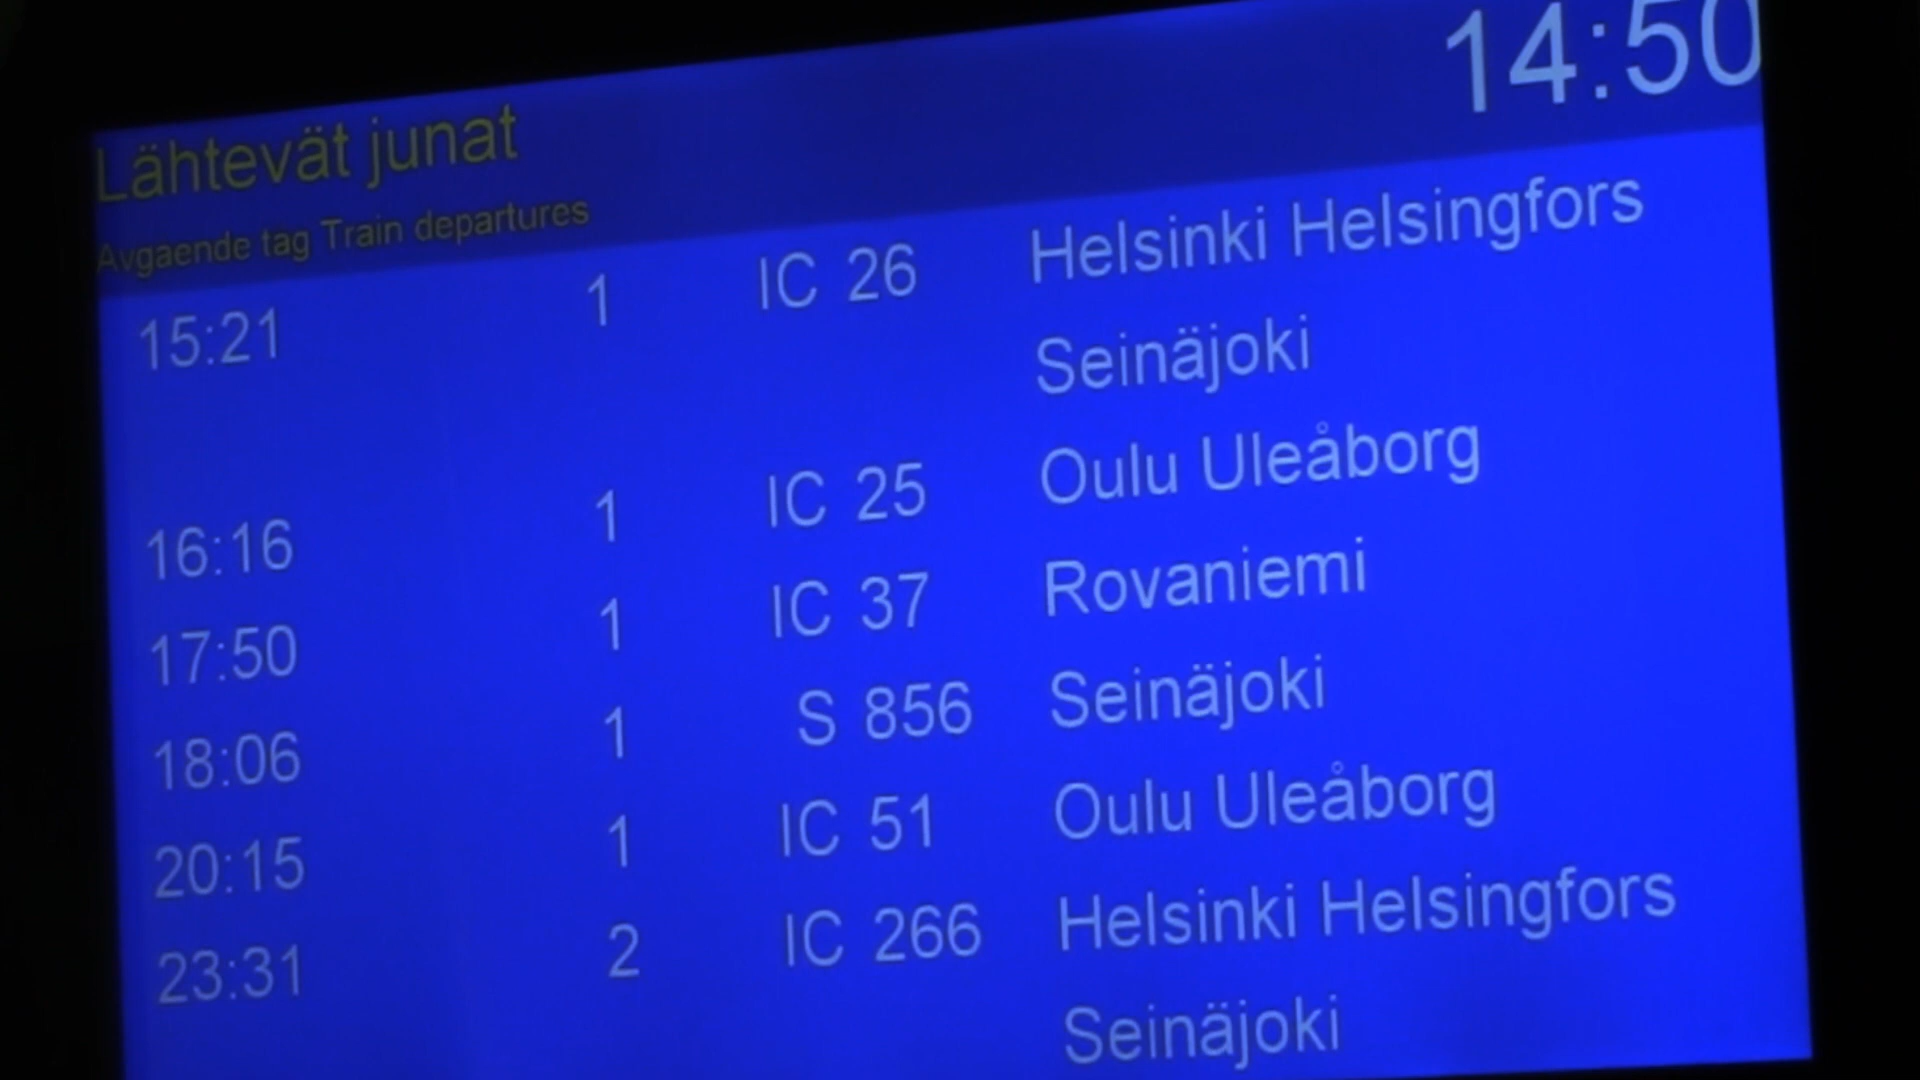 14:50
Lähtevät junat
Avgaende tag Train departures
15:21 1 IC 26 Helsinki Helsingfors
Seinäjoki
16:16 1 IC 25 Oulu Uleåborg
17:50 1 IC 37 Rovaniemi
18:06 1 S 856 Seinäjoki
20:15 1 IC 51 Oulu Uleåborg
23:31 2 IC 266 Helsinki Helsingfors
Seinäjoki